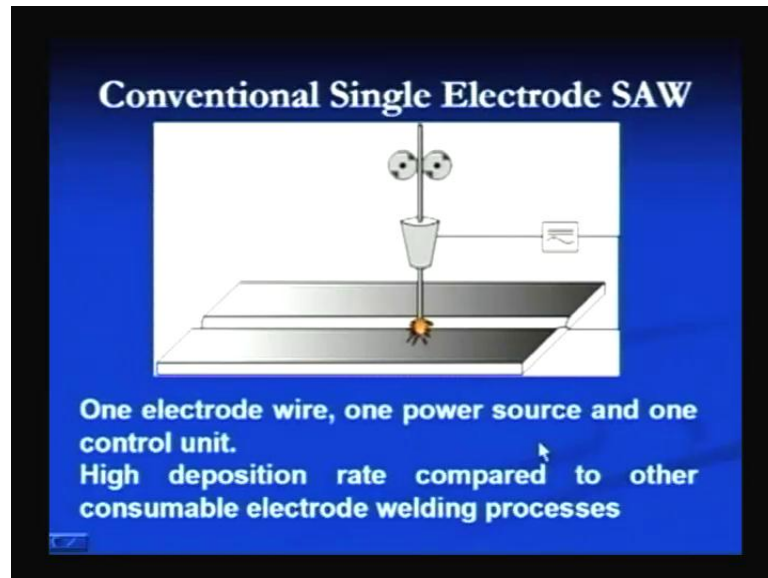 Conventional Single Electrode SAW
One electrode wire, one power source and one
control unit.
High deposition rate compared to other
consumable electrode welding processes